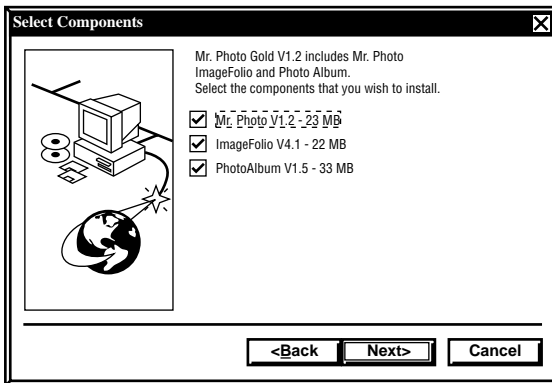 Select Components
Mr. Photo Gold V1.2 includes Mr. Photo
ImageFolio and Photo Album.
Select the components that you wish to install.
Mr. Photo V1.2 - 23 MB
ImageFolio V4.1 - 22 MB
PhotoAlbum V1.5 - 33 MB
<Back Next> Cancel